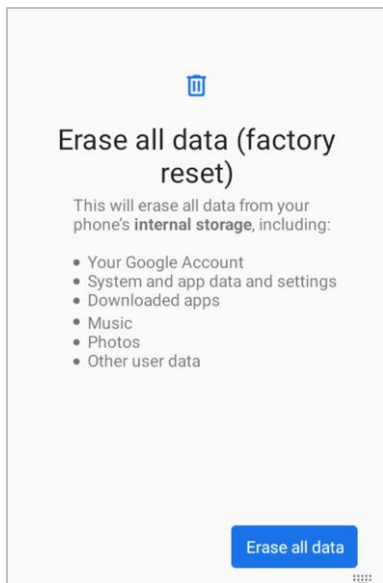 Erase all data (factory
reset)
This will erase all data from your
phone's internal storage, including:
• Your Google Account
• System and app data and settings
• Downloaded apps
• Music
• Photos
• Other user data
Erase all data